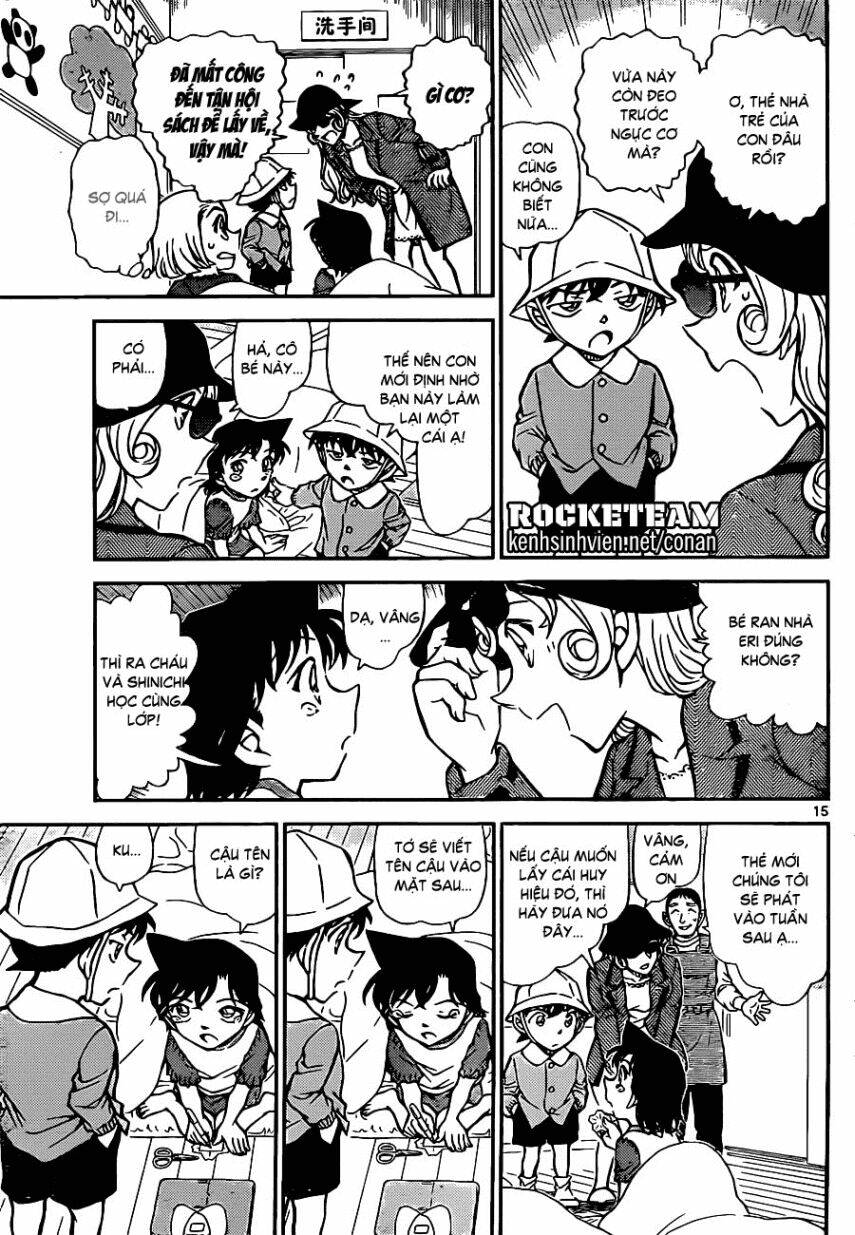 Ơ, THẺ NHÀ
TRẺ CỦA
CON ĐÂU
RỒI?
VỪA NÃY
CÒN ĐEO
TRƯỚC
NGỰC CƠ
MÀ?
CON
CŨNG
KHÔNG
BIẾT
NỮA...
ROCKETEAM
kenhsinhvien.net/conan
洗手间
GÌ CƠ?
ĐÃ MẤT CÔNG
ĐẾN TẬN HỘI
SÁCH ĐỂ LẤY VỀ,
VẬY MÀ!
SỢ QUÁ
ĐI...
THẾ NÊN CON
MỚI ĐỊNH NHỜ
BẠN NÀY LÀM
LẠI MỘT
CÁI Ạ!
HẢ, CÔ
BÉ NÀY...
CÓ
PHẢI...
BÉ RAN NHÀ
ERI ĐÚNG
KHÔNG?
DẠ, VÂNG
...
THÌ RA CHÁU
VÀ SHINICHI
HỌC CÙNG
LỚP!
15
THẺ MỚI
CHÚNG TÔI
SẼ PHÁT
VÀO TUẦN
SAU Ạ...
VÂNG,
CẢM
ƠN
NẾU CẬU MUỐN
LẤY CÁI HUY
HIỆU ĐÓ, THÌ
HÃY ĐƯA NÓ
ĐÂY...
TỚ SẼ VIẾT
TÊN CẬU VÀO
MẶT SAU...
CẬU TÊN
LÀ GÌ?
KU...